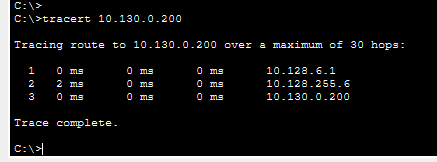 C:\>
C:\>tracert 10.130.0.200
Tracing route to 10.130.0.200 over a maximum of 30 hops:
1 0 ms 0 ms 0 ms 10.128.6.1
2 2 ms 0 ms 0 ms 10.128.255.6
3 0 ms 0 ms 0 ms 10.130.0.200
Trace complete.
C:\>